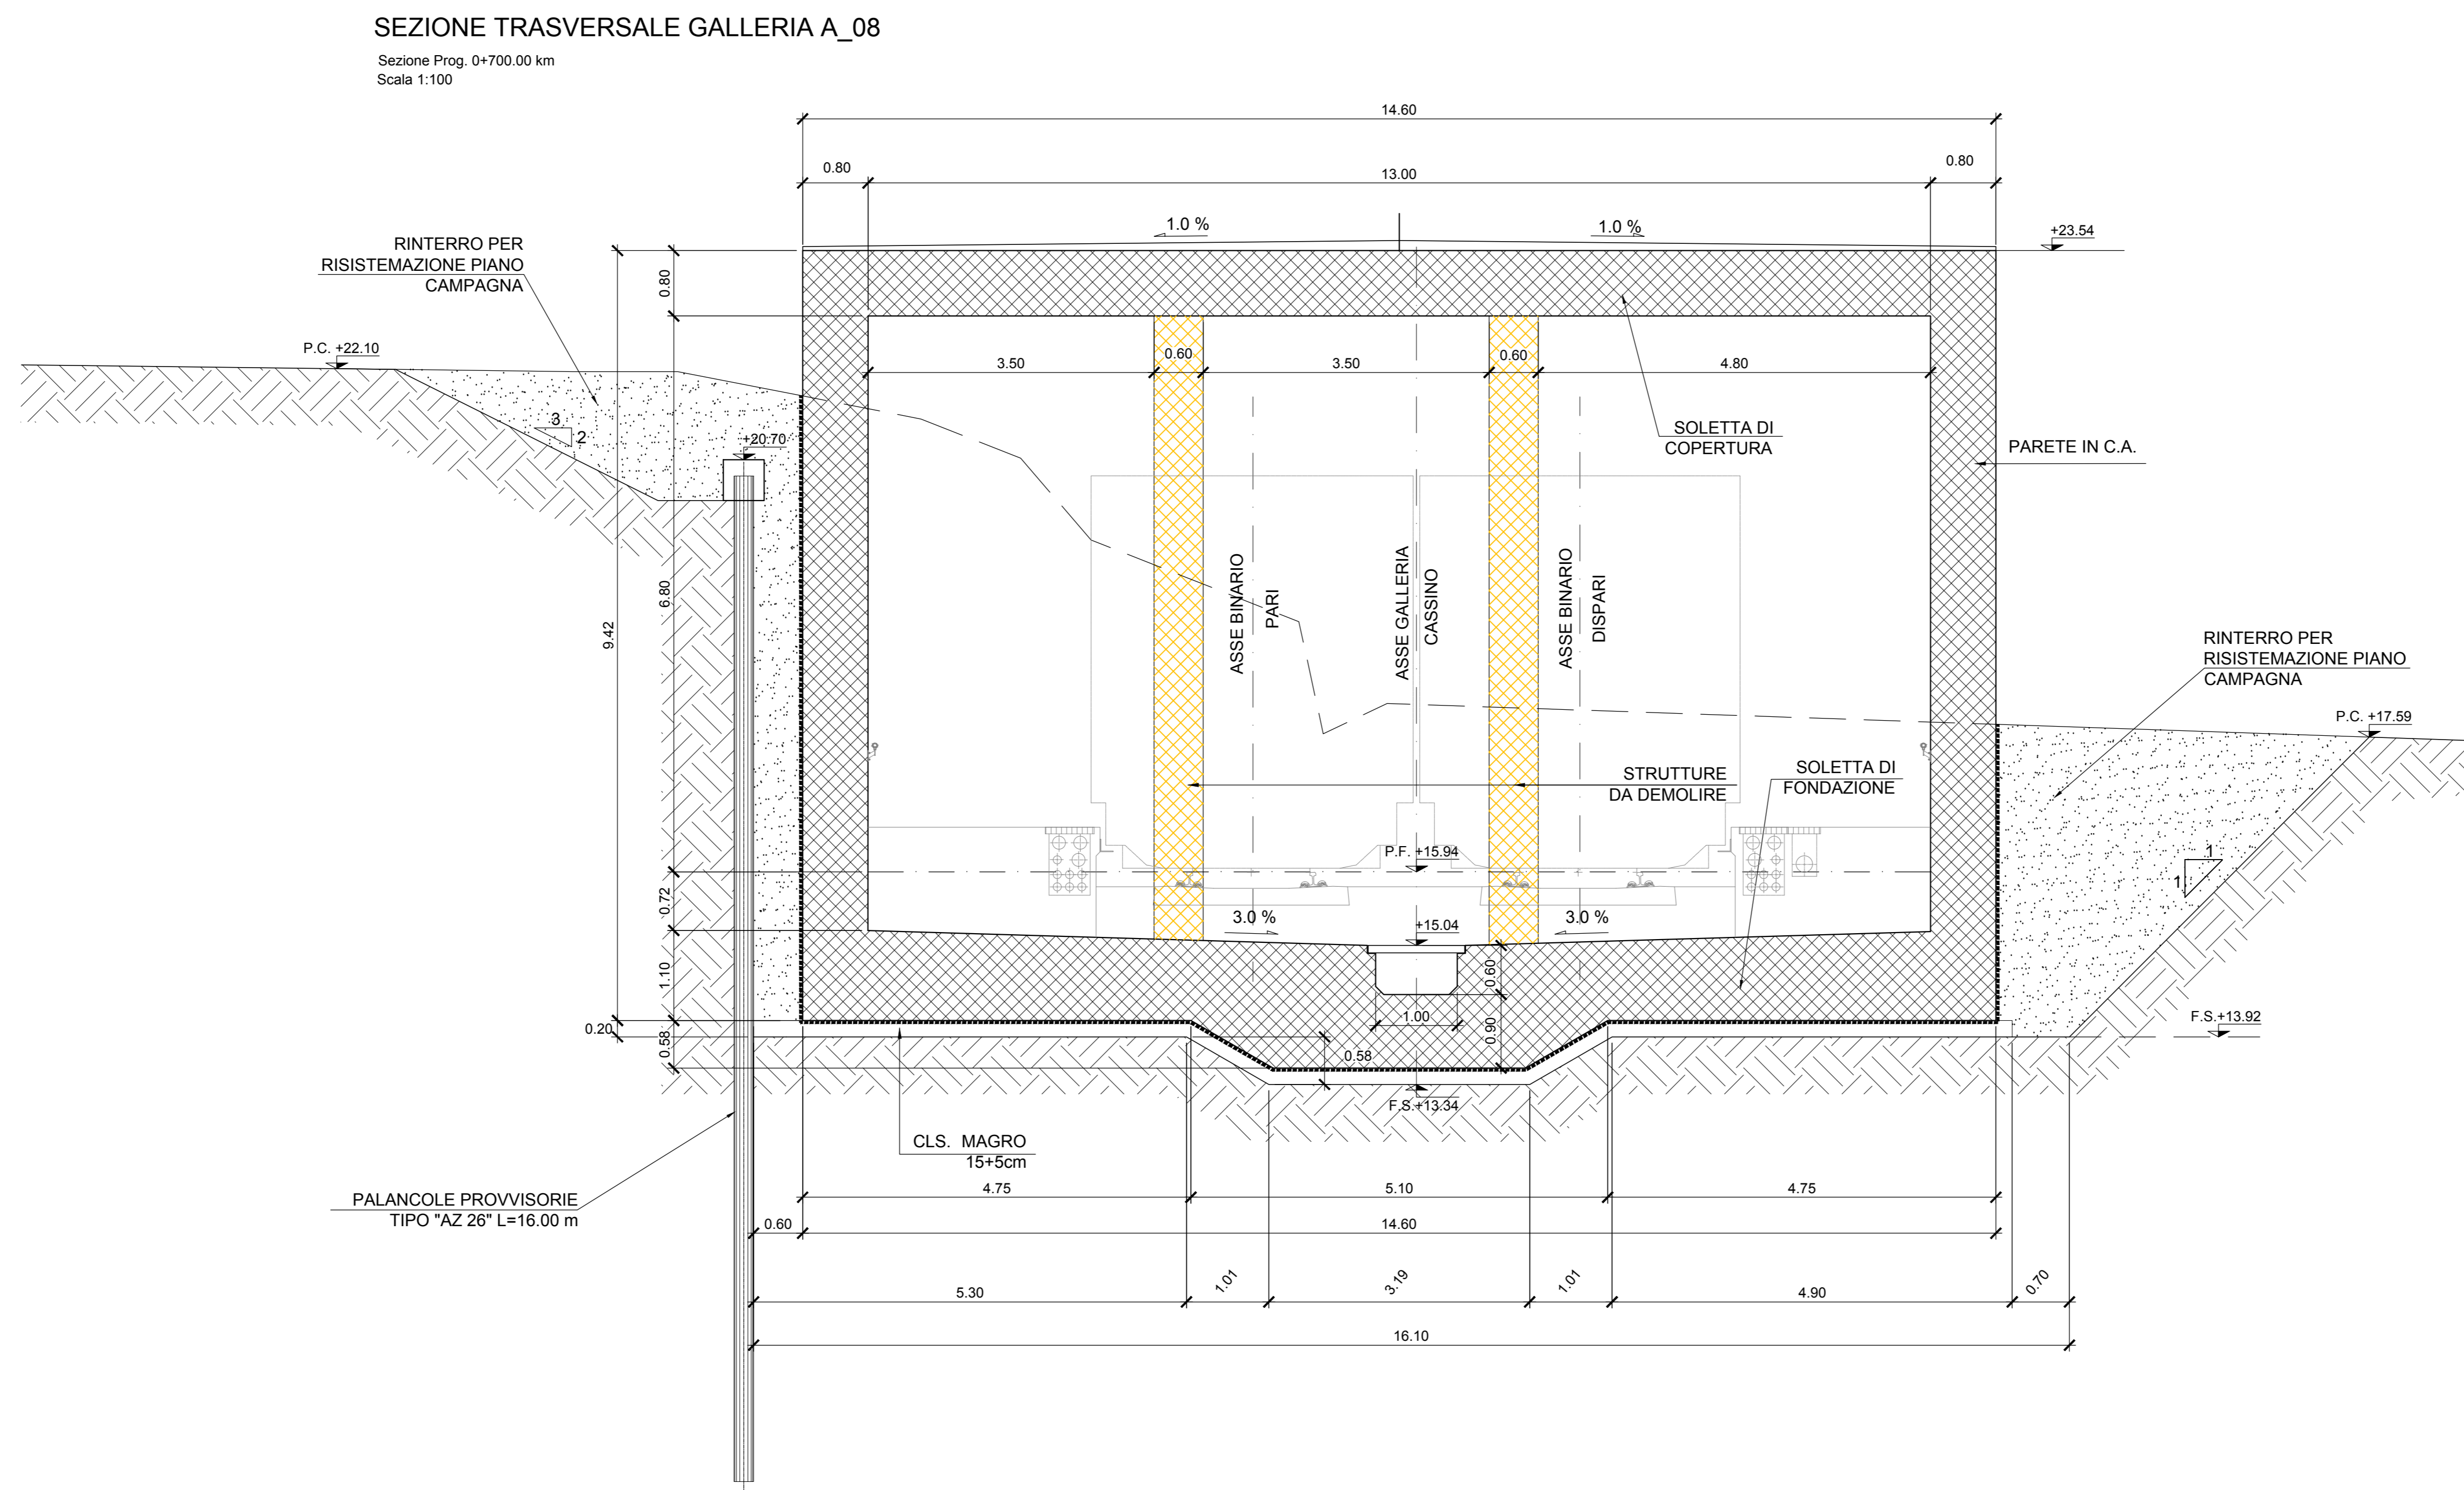 SEZIONE TRASVERSALE GALLERIA A_08
Sezione Prog. 0+700.00 km
Scala 1:100
14.60
0.80
13.00
0.80
1.0 %
1.0 %
+23.54
RINTERRO PER
RISISTEMAZIONE PIANO
CAMPAGNA
0.80
P.C. +22.10
3.50
0.60
3.50
0.60
4.80
3
2
+20.70
SOLETTA DI
COPERTURA
PARETE IN C.A.
9.42
6.80
ASSE BINARIO
PARI
ASSE GALLERIA
CASSINO
ASSE BINARIO
DISPARI
RINTERRO PER
RISISTEMAZIONE PIANO
CAMPAGNA
P.C. +17.59
STRUTTURE
DA DEMOLIRE
SOLETTA DI
FONDAZIONE
P.F. +15.94
1
1
0.72
3.0 %
+15.04
3.0 %
1.10
0.60
1.00
0.90
0.20
0.58
0.58
F.S.+13.92
F.S.+13.34
CLS. MAGRO
15+5cm
PALANCOLE PROVVISORIE
TIPO "AZ 26" L=16.00 m
4.75
5.10
4.75
0.60
14.60
5.30
1.01
3.19
1.01
4.90
0.70
16.10